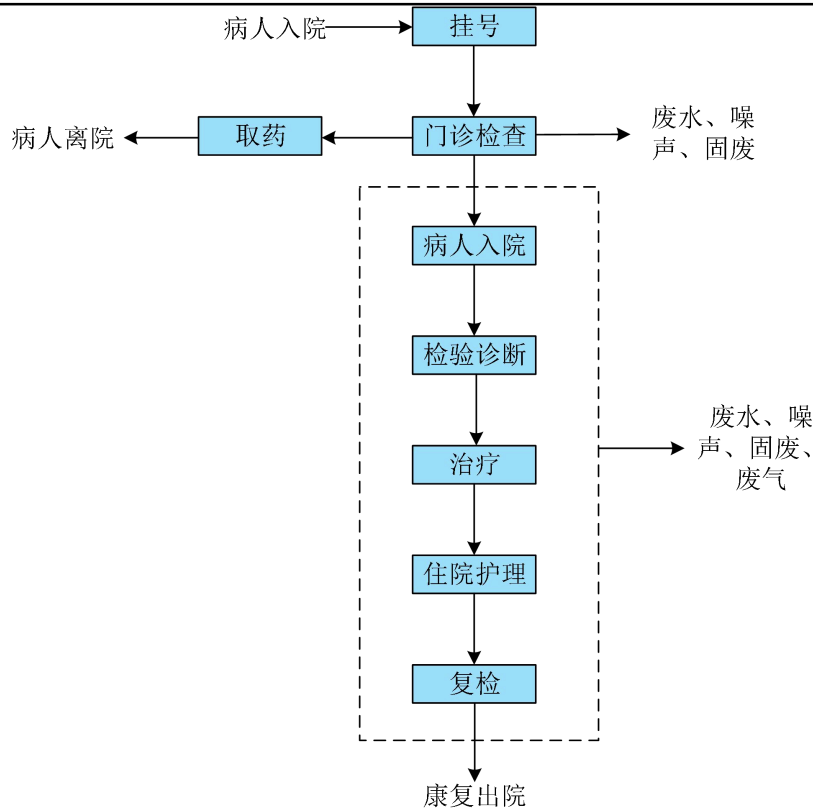 病人入院
挂号
病人离院
取药
门诊检查
废水、噪
声、固废
病人入院
检验诊断
治疗
废水、噪
声、固废、
废气
住院护理
复检
康复出院